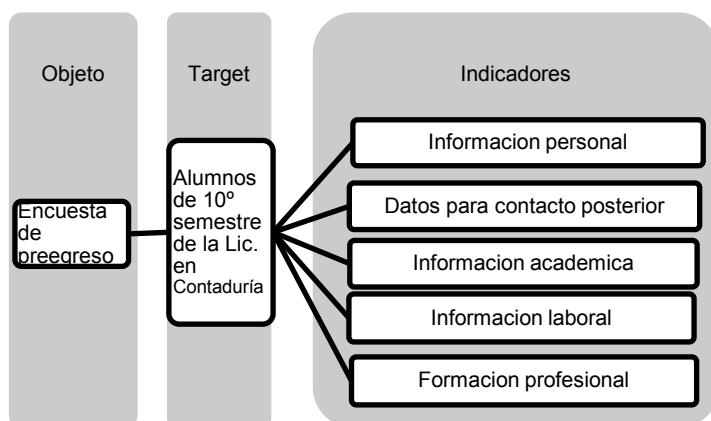 Objeto
Target
Indicadores
Encuesta
de
preegreso
Alumnos
de 10º
semestre
de la Lic.
en
Contaduría
Informacion personal
Datos para contacto posterior
Informacion academica
Informacion laboral
Formacion profesional